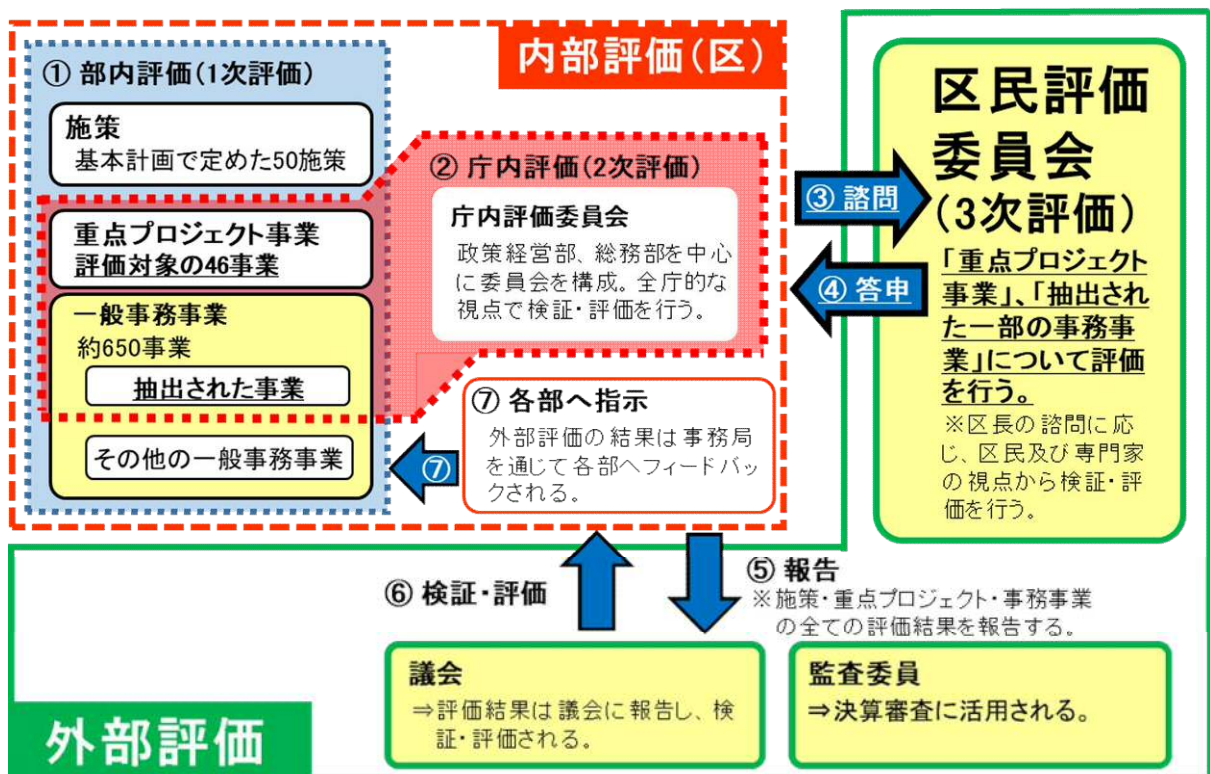 内部評価(区)
① 部内評価(1次評価)
施策
基本計画で定めた50施策
重点プロジェクト事業
評価対象の46事業
一般事務事業
約650事業
抽出された事業
その他の一般事務事業
② 庁内評価(2次評価)
庁内評価委員会
政策経営部、総務部を中心
に委員会を構成。全庁的な
視点で検証・評価を行う。
⑦ 各部へ指示
外部評価の結果は事務局
を通じて各部へフィードバッ
クされる。
⑦
③ 諮問
④ 答申
区民評価
委員会
(3次評価)
「重点プロジェクト
事業」、「抽出され
た一部の事務事
業」について評価
を行う。
※区長の諮問に応
じ、区民及び専門家
の視点から検証・評
価を行う。
⑥ 検証・評価
⑤ 報告
※施策・重点プロジェクト・事務事業
の全ての評価結果を報告する。
議会
⇒評価結果は議会に報告し、検
証・評価される。
監査委員
⇒決算審査に活用される。
外部評価